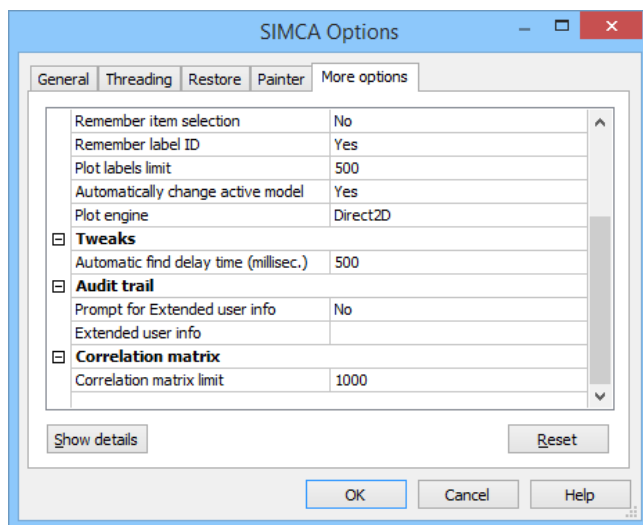 SIMCA Options
General Threading Restore Painter More options
Remember item selection No
Remember label ID Yes
Plot labels limit 500
Automatically change active model Yes
Plot engine Direct2D
Tweaks
Automatic find delay time (millisec.) 500
Audit trail
Prompt for Extended user info No
Extended user info
Correlation matrix
Correlation matrix limit 1000
Show details Reset
OK Cancel Help